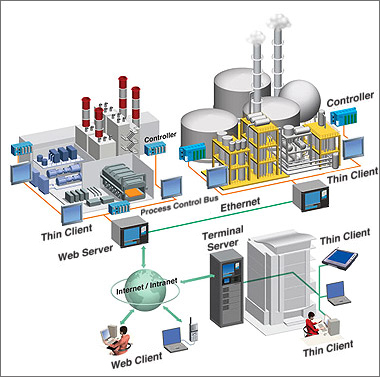 Controller
Controller
Process Control Bus
Thin Client
Thin Client
Ethernet
Web Server
Terminal
Server
Thin Client
Internet / Intranet
Web Client
Thin Client